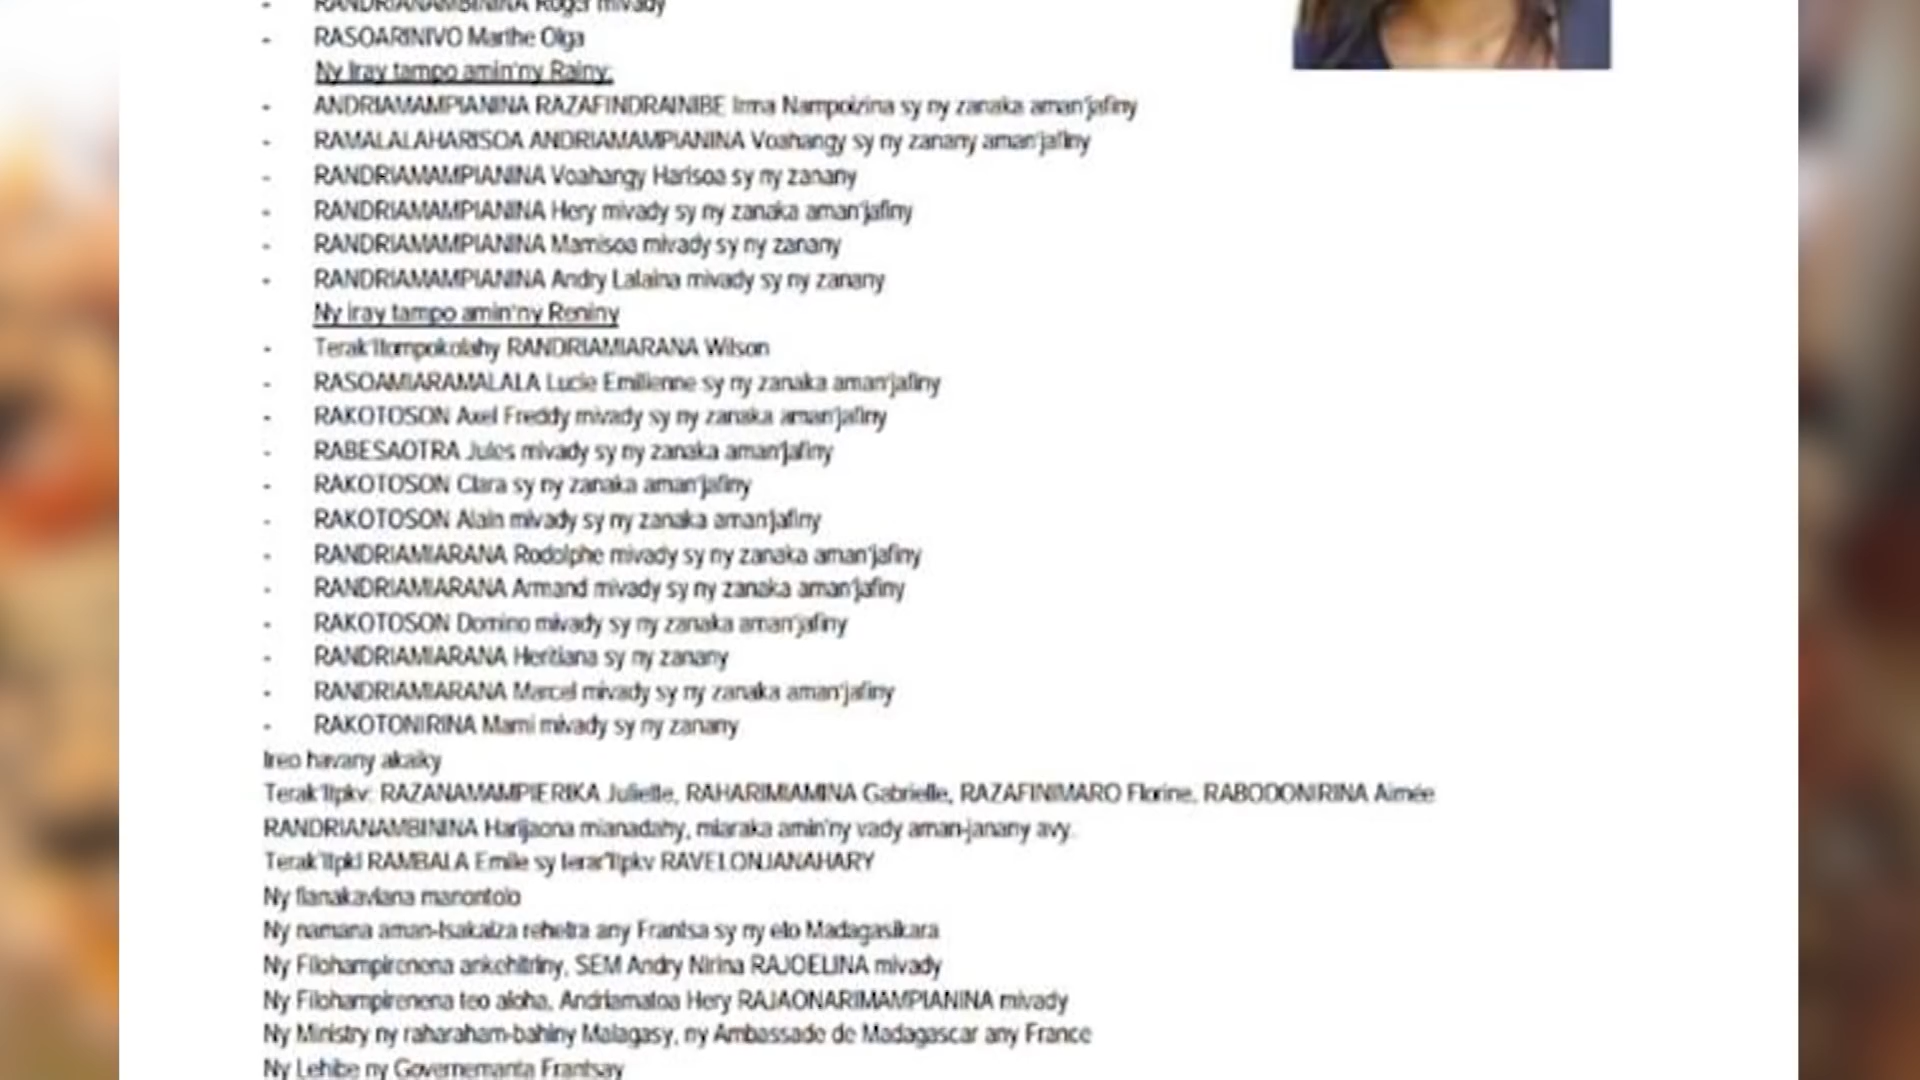 - RANDRIANAMBININA Roger mivady
- RASOARINIVO Marthe Olga
Ny Iray tampo amin'ny Rainy:
- ANDRIAMAMPIANINA RAZAFINDRAINIBE Irma Nampoizina sy ny zanaka aman'jafiny
- RAMALALAHARISOA ANDRIAMAMPIANINA Voahangy sy ny zanany aman'jafiny
- RANDRIAMAMPIANINA Voahangy Harisoa sy ny zanany
- RANDRIAMAMPIANINA Hery mivady sy ny zanaka aman'jafiny
- RANDRIAMAMPIANINA Mamisoa mivady sy ny zanany
- RANDRIAMAMPIANINA Andry Lalaina mivady sy ny zanany
Ny iray tampo amin'ny Reniny
- Terak'Itompokolahy RANDRIAMIARANA Wilson
- RASOAMIARAMALALA Lucie Emilienne sy ny zanaka aman'jafiny
- RAKOTOSON Axel Freddy mivady sy ny zanaka aman'jafiny
- RABESAOTRA Jules mivady sy ny zanaka aman'jafiny
- RAKOTOSON Clara sy ny zanaka aman'jafiny
- RAKOTOSON Alain mivady sy ny zanaka aman'jafiny
- RANDRIAMIARANA Rodolphe mivady sy ny zanaka aman'jafiny
- RANDRIAMIARANA Armand mivady sy ny zanaka aman'jafiny
- RAKOTOSON Domino mivady sy ny zanaka aman'jafiny
- RANDRIAMIARANA Heritiana sy ny zanany
- RANDRIAMIARANA Marcel mivady sy ny zanaka aman'jafiny
- RAKOTONIRINA Mami mivady sy ny zanany
Ireo havany akaiky
Terak'Itpkv: RAZANAMAMPIERIKA Juliette, RAHARIMIAMINA Gabrielle, RAZAFINIMARO Florine, RABODONIRINA Aimée
RANDRIANAMBININA Harijaona mianadahy, miaraka amin'ny vady aman-janany avy.
Terak'Itpkl RAMBALA Emile sy terar'Itpkv RAVELONJANAHARY
Ny fianakaviana manontolo
Ny namana aman-tsakaiza rehetra any Frantsa sy ny eto Madagasikara
Ny Filohampirenena ankehitriny, SEM Andry Nirina RAJOELINA mivady
Ny Filohampirenena teo aloha, Andriamatoa Hery RAJAONARIMAMPIANINA mivady
Ny Ministry ny raharaham-bahiny Malagasy, ny Ambassade de Madagascar any France
Ny Lehibe ny Governemanta Frantsay